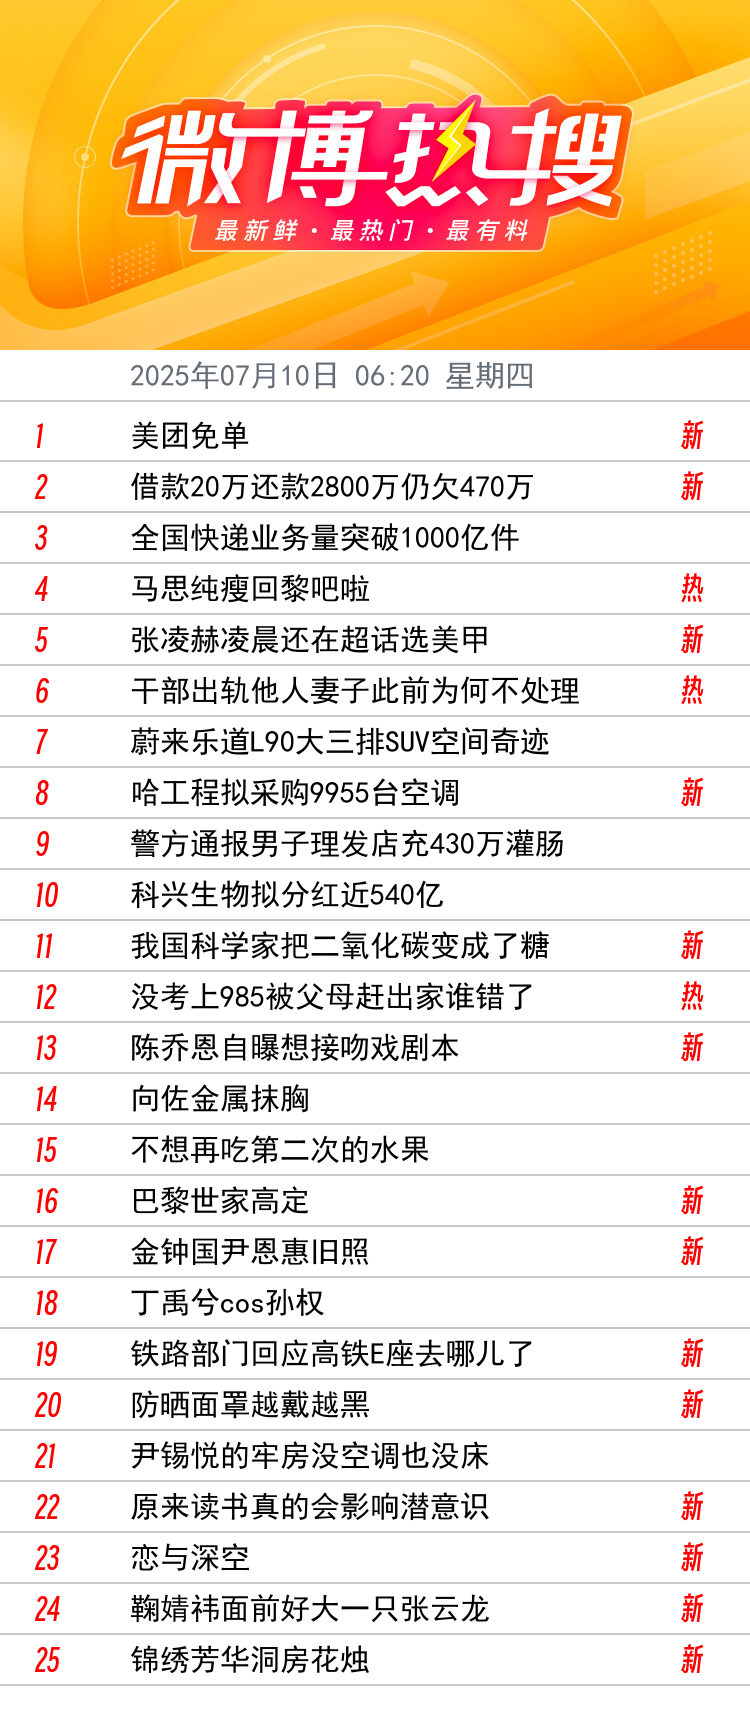 微博热搜
最新鲜·最热门·最有料
2025年07月10日 06:20 星期四
1 美团免单 新
2 借款20万还款2800万仍欠470万 新
3 全国快递业务量突破1000亿件
4 马思纯瘦回黎吧啦 热
5 张凌赫凌晨还在超话选美甲 新
6 干部出轨他人妻子此前为何不处理 热
7 蔚来乐道L90大三排SUV空间奇迹
8 哈工程拟采购9955台空调 新
9 警方通报男子理发店充430万灌肠
10 科兴生物拟分红近540亿
11 我国科学家把二氧化碳变成了糖 新
12 没考上985被父母赶出家谁错了 热
13 陈乔恩自曝想接吻戏剧本 新
14 向佐金属抹胸
15 不想再吃第二次的水果
16 巴黎世家高定 新
17 金钟国尹恩惠旧照 新
18 丁禹兮cos孙权
19 铁路部门回应高铁E座去哪儿了 新
20 防晒面罩越戴越黑 新
21 尹锡悦的牢房没空调也没床
22 原来读书真的会影响潜意识 新
23 恋与深空 新
24 鞠婧祎面前好大一只张云龙 新
25 锦绣芳华洞房花烛 新